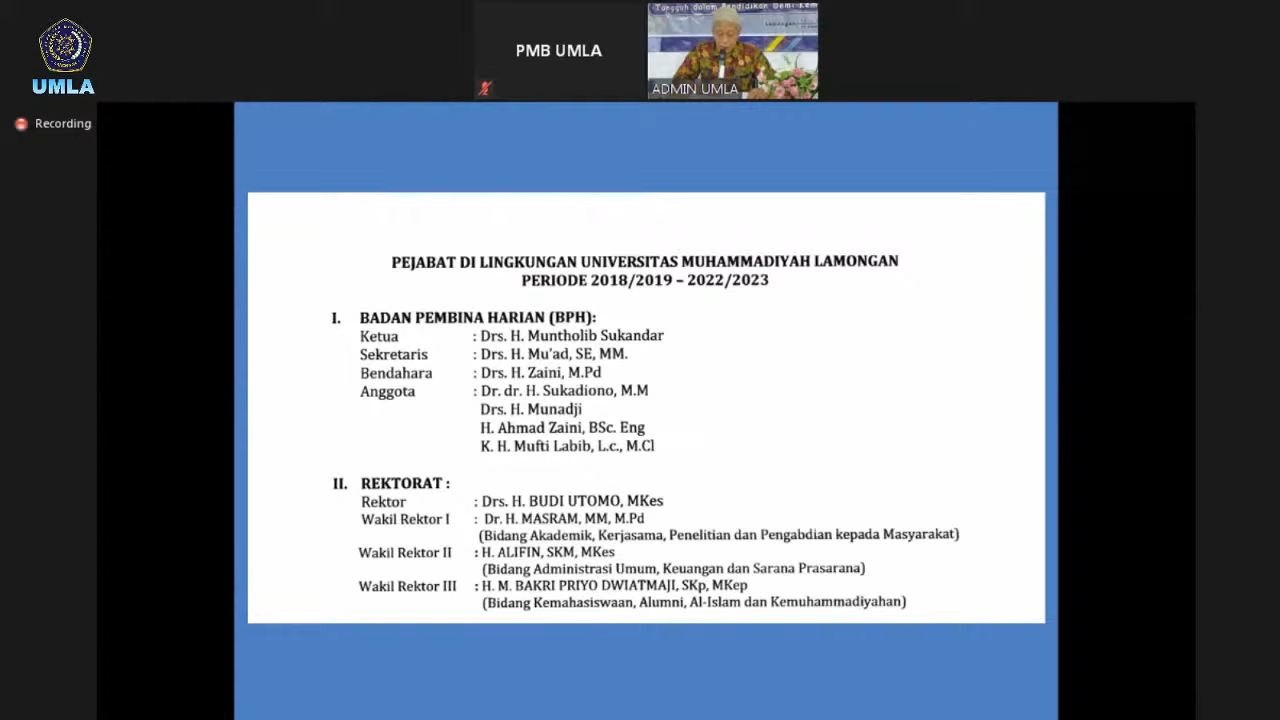 Tangguh dalam Pendidikan Demi Kem
PMB UMLA
UMLA
ADMIN UMLA
Recording
PEJABAT DI LINGKUNGAN UNIVERSITAS MUHAMMADIYAH LAMONGAN
PERIODE 2018/2019 – 2022/2023
I. BADAN PEMBINA HARIAN (BPH):
Ketua : Drs. H. Muntholib Sukandar
Sekretaris : Drs. H. Mu'ad, SE, MM.
Bendahara : Drs. H. Zaini, M.Pd
Anggota : Dr. dr. H. Sukadiono, M.M
Drs. H. Munadji
H. Ahmad Zaini, BSc. Eng
K. H. Mufti Labib, L.c., M.Cl
II. REKTORAT :
Rektor : Drs. H. BUDI UTOMO, MKes
Wakil Rektor I : Dr. H. MASRAM, MM, M.Pd
(Bidang Akademik, Kerjasama, Penelitian dan Pengabdian kepada Masyarakat)
Wakil Rektor II : H. ALIFIN, SKM, MKes
(Bidang Administrasi Umum, Keuangan dan Sarana Prasarana)
Wakil Rektor III : H. M. BAKRI PRIYO DWIATMAJI, SKp, MKep
(Bidang Kemahasiswaan, Alumni, Al-Islam dan Kemuhammadiyahan)